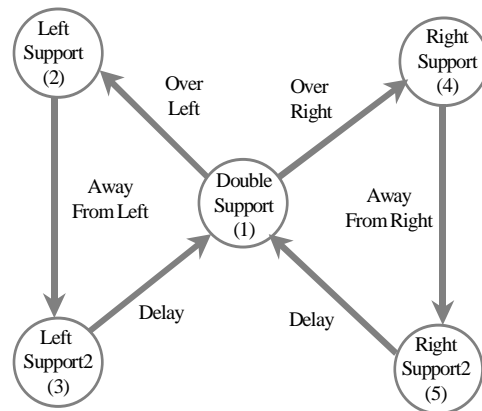 Left
Support
(2)
Right
Support
(4)
Over
Left
Over
Right
Double
Support
(1)
Away
From Left
Away
From Right
Delay
Delay
Left
Support2
(3)
Right
Support2
(5)